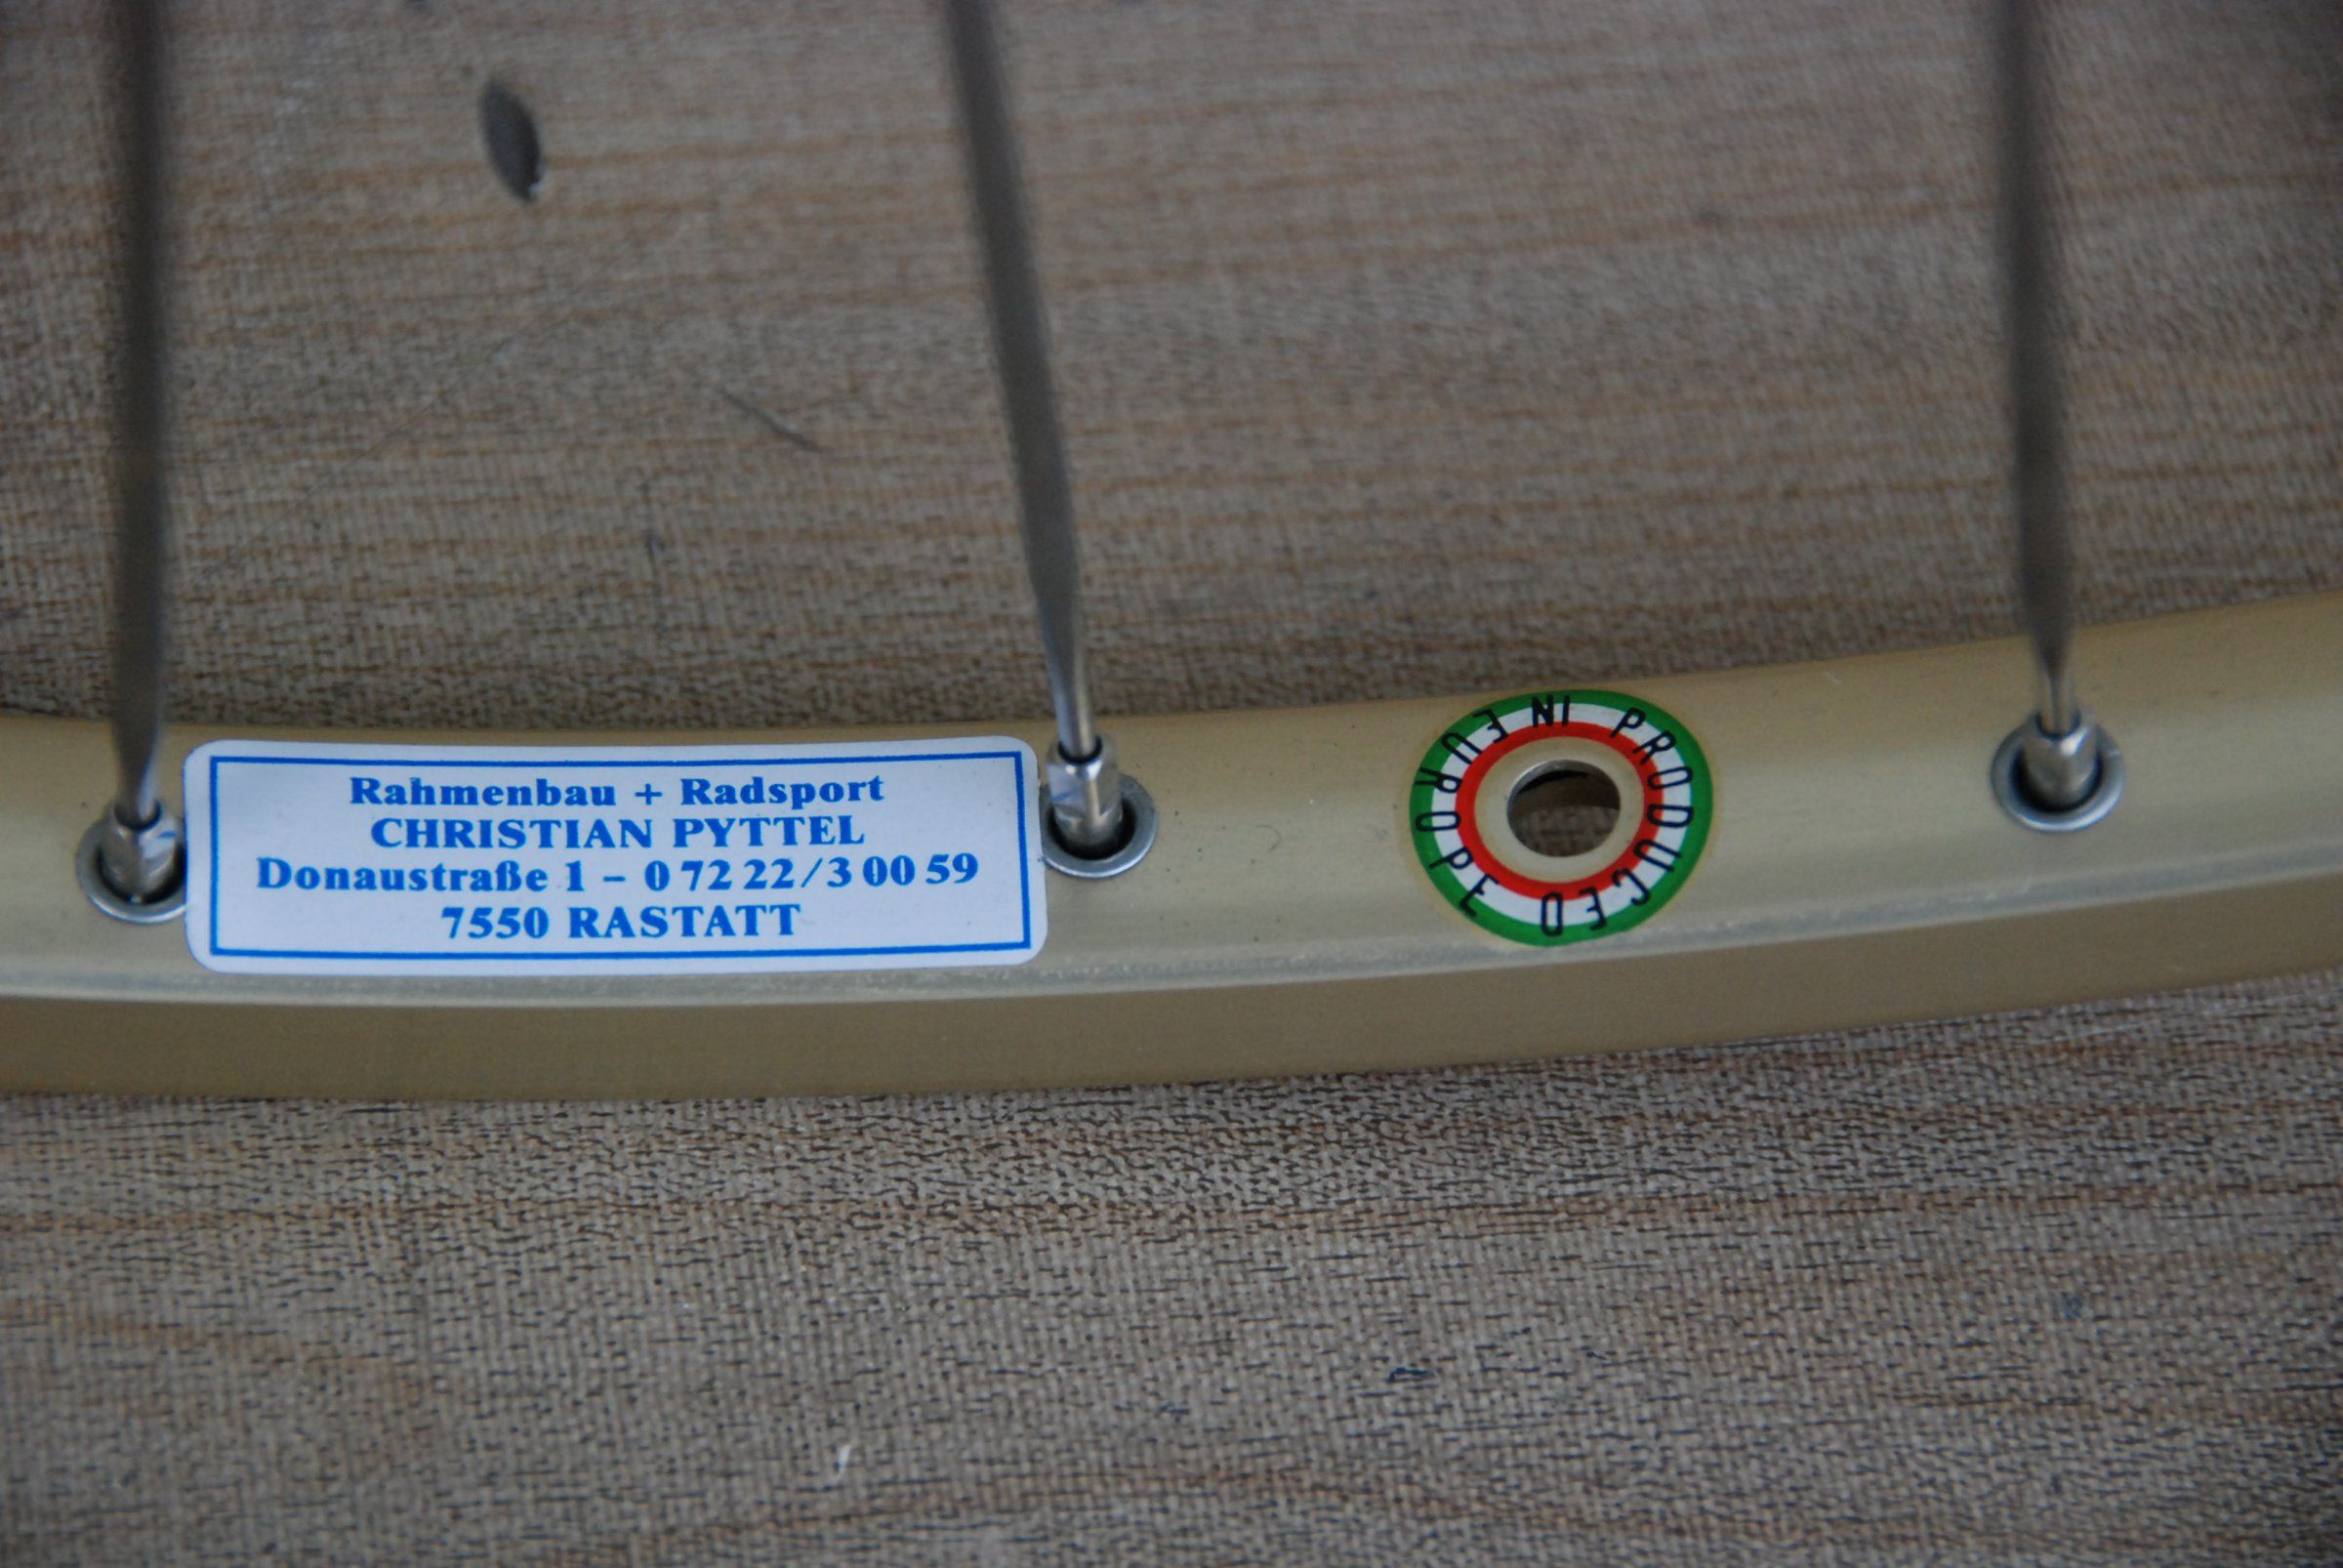 Rahmenbau + Radsport
CHRISTIAN PYTTEL
Donaustraße 1 – 0 72 22/3 00 59
7550 RASTATT
PRODUCED IN EUROPE